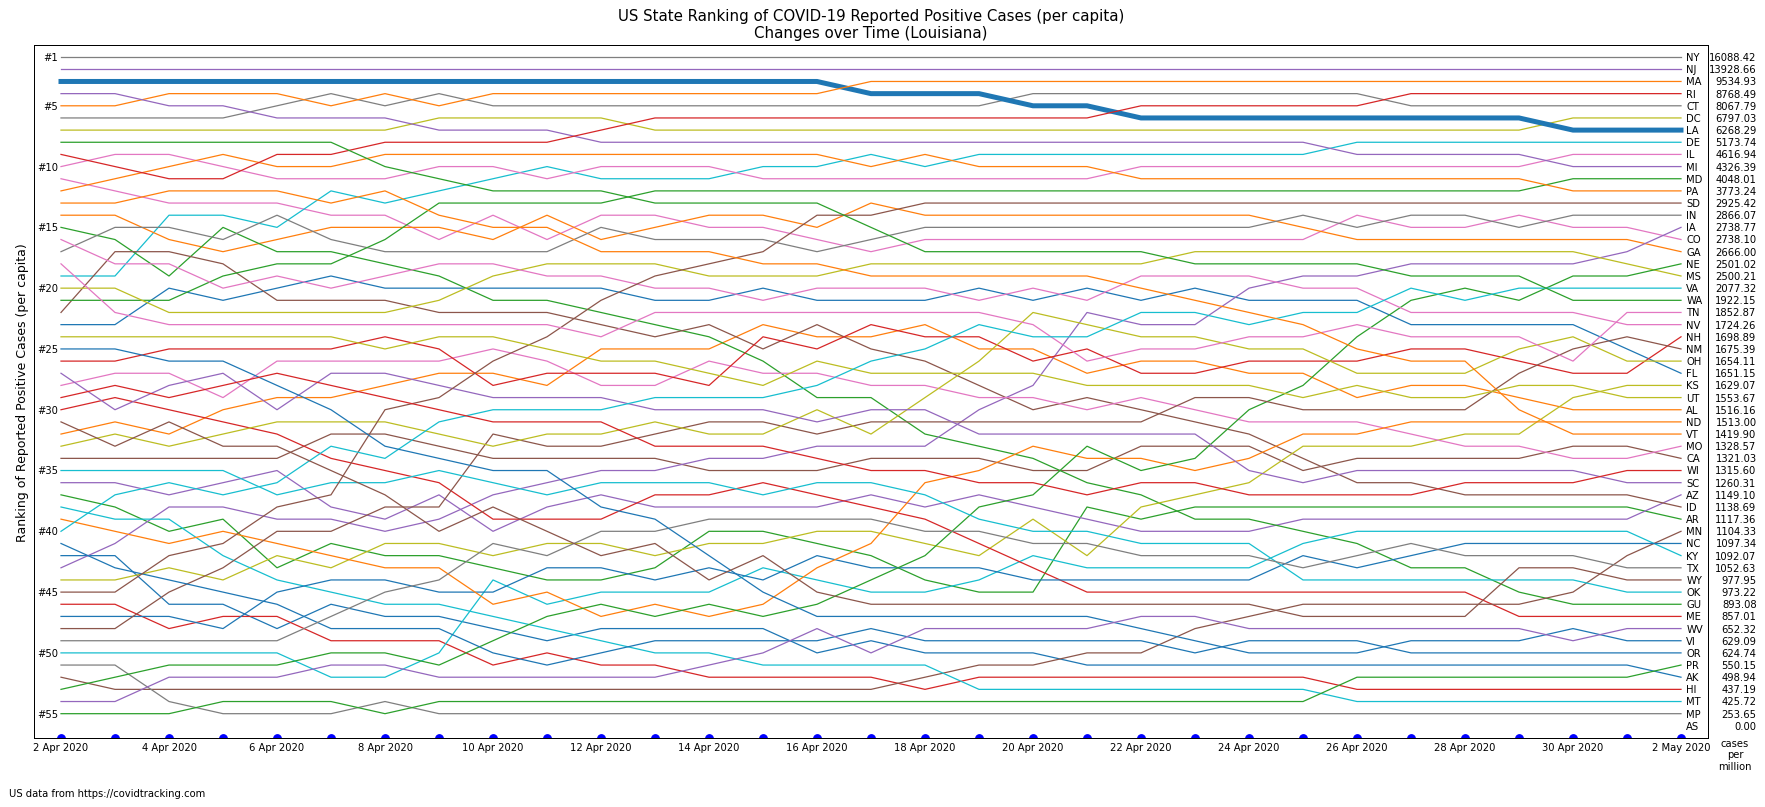 US State Ranking of COVID-19 Reported Positive Cases (per capita)
Changes over Time (Louisiana)
Ranking of Reported Positive Cases (per capita)
#1
#5
#10
#15
#20
#25
#30
#35
#40
#45
#50
#55
NY 16088.42
NJ 13928.66
MA 9534.93
RI 8768.49
CT 8067.79
DC 6797.03
LA 6268.29
DE 5173.74
IL 4616.94
MI 4326.39
MD 4048.01
PA 3773.24
SD 2925.42
IN 2866.07
IA 2738.77
CO 2738.10
GA 2666.00
NE 2501.02
MS 2500.21
VA 2077.32
WA 1922.15
TN 1852.87
NV 1724.26
NH 1698.89
NM 1675.39
OH 1654.11
FL 1651.15
KS 1629.07
UT 1553.67
AL 1516.16
ND 1513.00
VT 1419.90
MO 1328.57
CA 1321.03
WI 1315.60
SC 1260.31
AZ 1149.10
ID 1138.69
AR 1117.36
MN 1104.33
NC 1097.34
KY 1092.07
TX 1052.63
WY 977.95
OK 973.22
GU 893.08
ME 857.01
WV 652.32
VI 629.09
OR 624.74
PR 550.15
AK 498.94
HI 437.19
MT 425.72
MP 253.65
AS 0.00
2 Apr 2020 4 Apr 2020 6 Apr 2020 8 Apr 2020 10 Apr 2020 12 Apr 2020 14 Apr 2020 16 Apr 2020 18 Apr 2020 20 Apr 2020 22 Apr 2020 24 Apr 2020 26 Apr 2020 28 Apr 2020 30 Apr 2020 2 May 2020
cases
per
million
US data from https://covidtracking.com